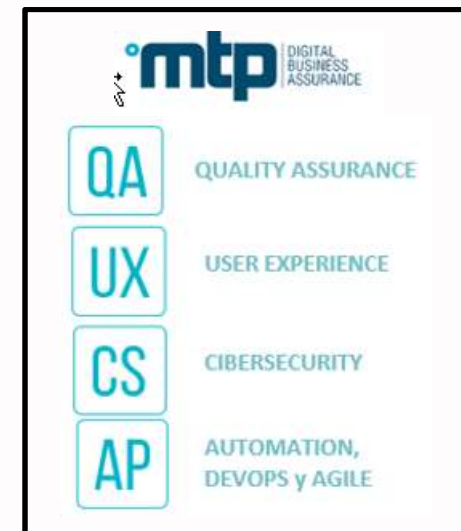 mtp
DIGITAL
BUSINESS
ASSURANCE
QA
QUALITY ASSURANCE
UX
USER EXPERIENCE
CS
CIBERSECURITY
AP
AUTOMATION,
DEVOPS y AGILE